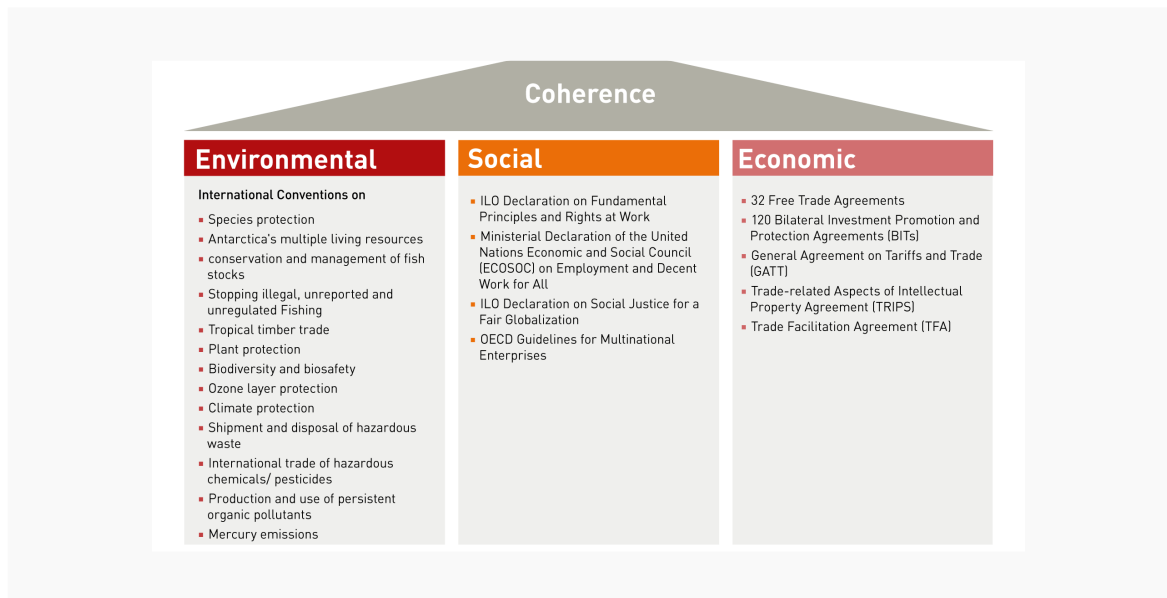 Coherence
Environmental
International Conventions on
Species protection
Antarctica's multiple living resources
conservation and management of fish
stocks
Stopping illegal, unreported and
unregulated Fishing
Tropical timber trade
Plant protection
Biodiversity and biosafety
Ozone layer protection
Climate protection
Shipment and disposal of hazardous
waste
International trade of hazardous
chemicals/ pesticides
Production and use of persistent
organic pollutants
Mercury emissions
Social
ILO Declaration on Fundamental
Principles and Rights at Work
Ministerial Declaration of the United
Nations Economic and Social Council
(ECOSOC) on Employment and Decent
Work for All
ILO Declaration on Social Justice for a
Fair Globalization
OECD Guidelines for Multinational
Enterprises
Economic
32 Free Trade Agreements
120 Bilateral Investment Promotion and
Protection Agreements (BITs)
General Agreement on Tariffs and Trade
(GATT)
Trade-related Aspects of Intellectual
Property Agreement (TRIPS)
Trade Facilitation Agreement (TFA)